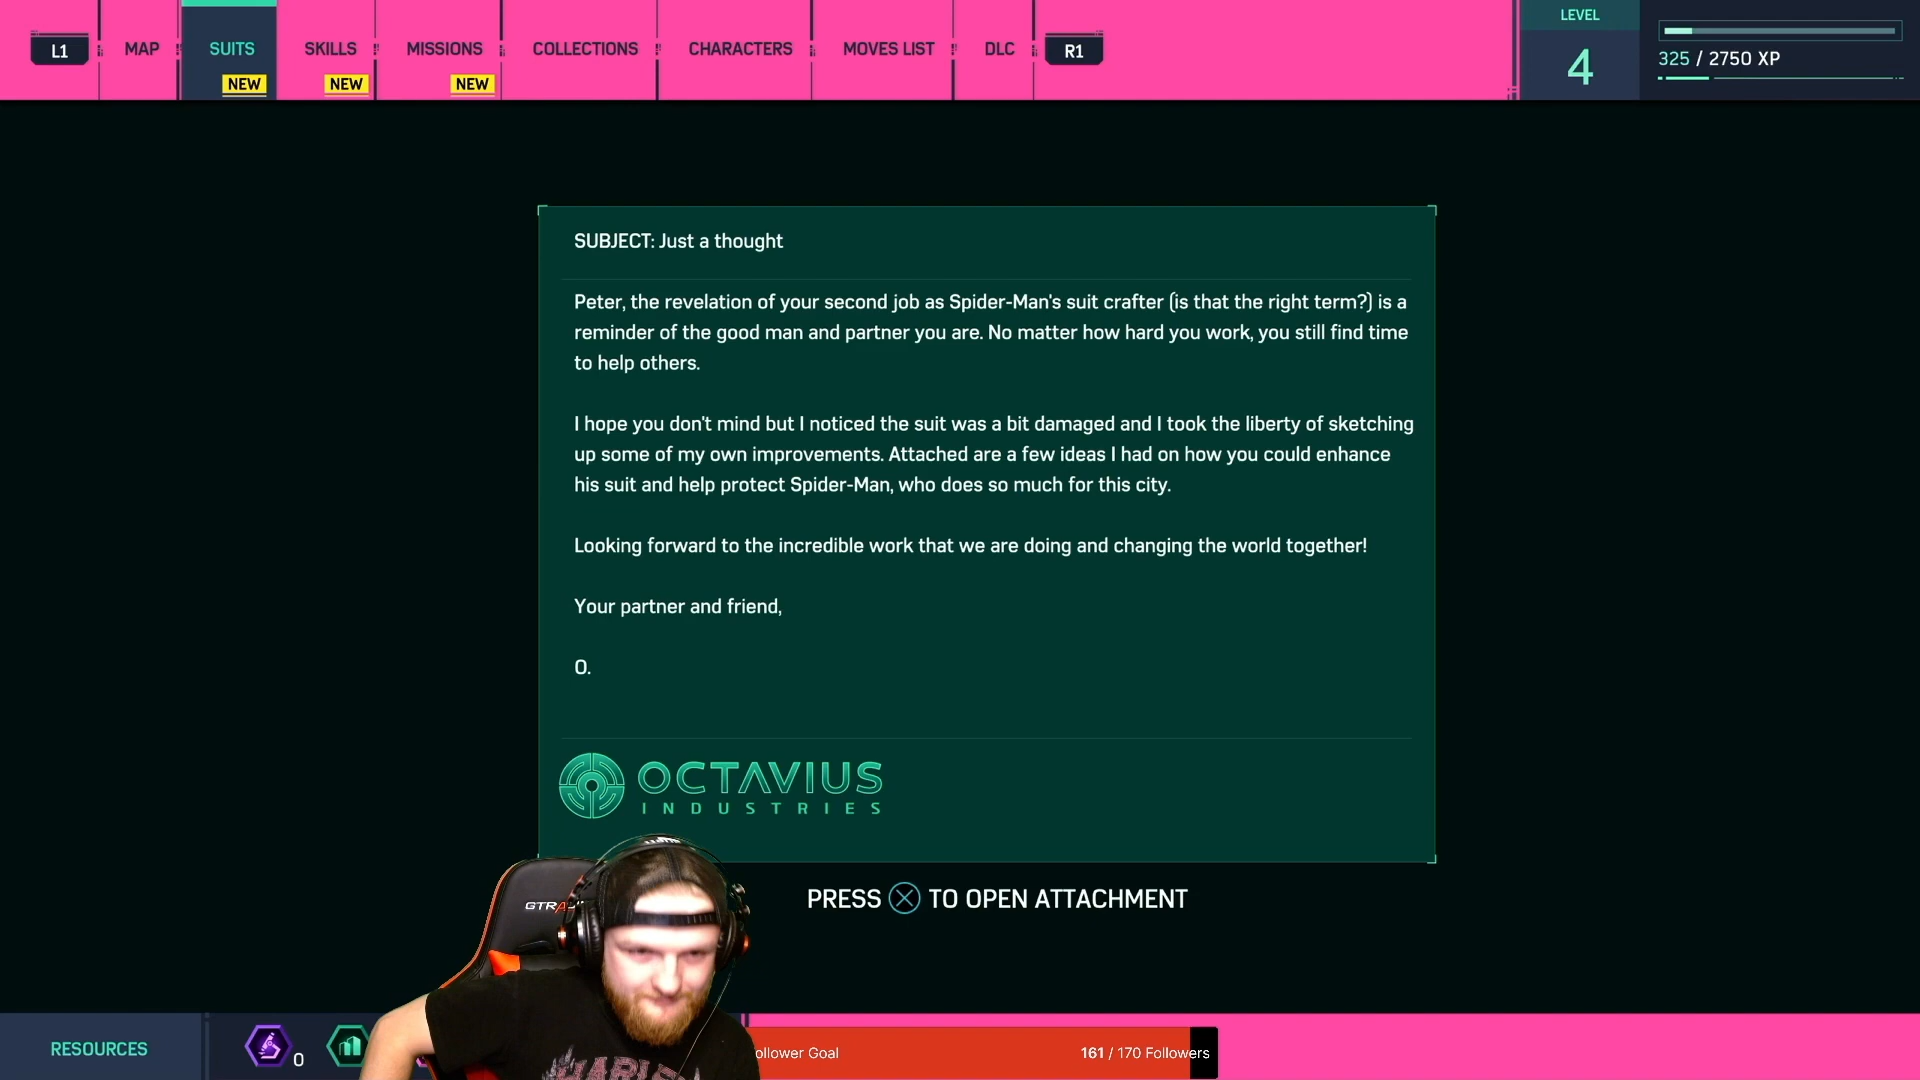 L1
MAP
SUITS
SKILLS
MISSIONS
COLLECTIONS
CHARACTERS
MOVES LIST
DLC
R1
NEW
NEW
NEW
LEVEL
4
325 / 2750 XP
SUBJECT: Just a thought
Peter, the revelation of your second job as Spider-Man's suit crafter (is that the right term?) is a
reminder of the good man and partner you are. No matter how hard you work, you still find time
to help others.
I hope you don't mind but I noticed the suit was a bit damaged and I took the liberty of sketching
up some of my own improvements. Attached are a few ideas I had on how you could enhance
his suit and help protect Spider-Man, who does so much for this city.
Looking forward to the incredible work that we are doing and changing the world together!
Your partner and friend,
O.
OCTAVIUS
INDUSTRIES
PRESS TO OPEN ATTACHMENT
RESOURCES
0
ollower Goal
161 / 170 Followers